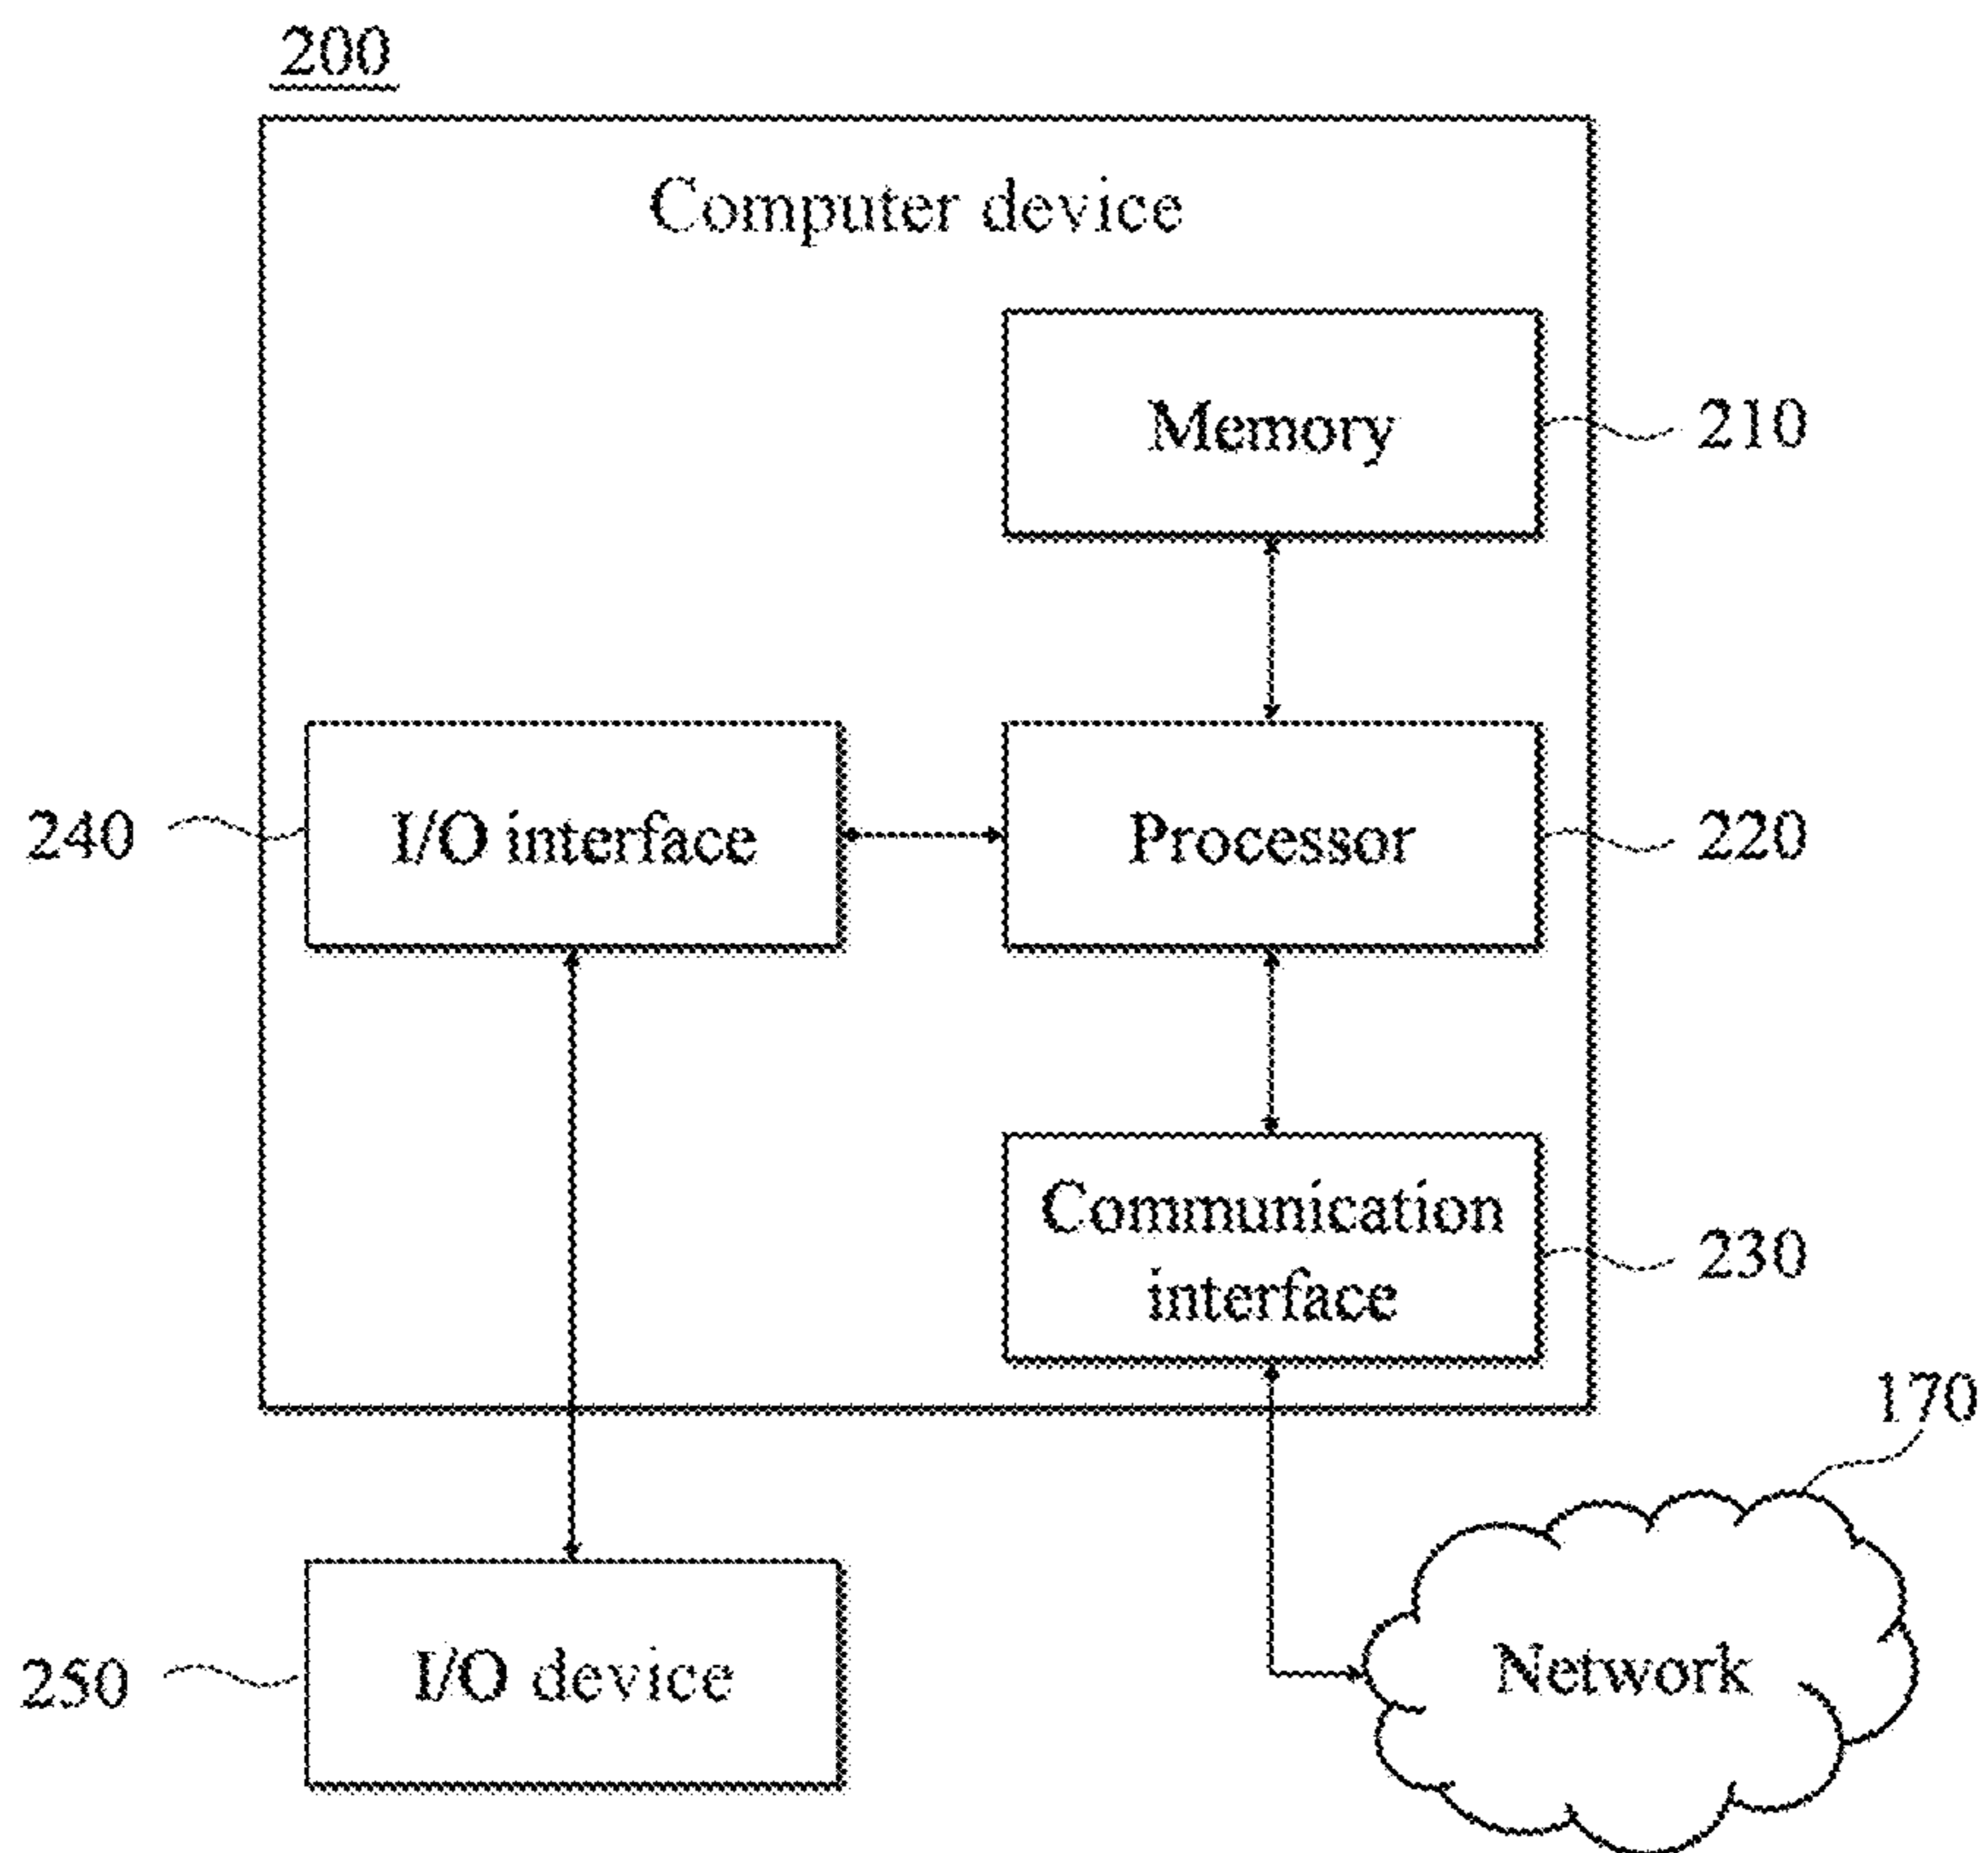 200
Computer device
Memory
210
240
I/O interface
Processor
220
Communication
interface
230
170
250
I/O device
Network